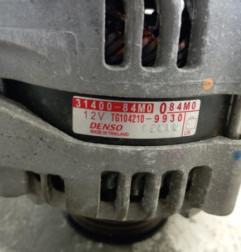 31400-84M0 084M0
12V TG104210-9930
DENSO
MADE IN THAILAND